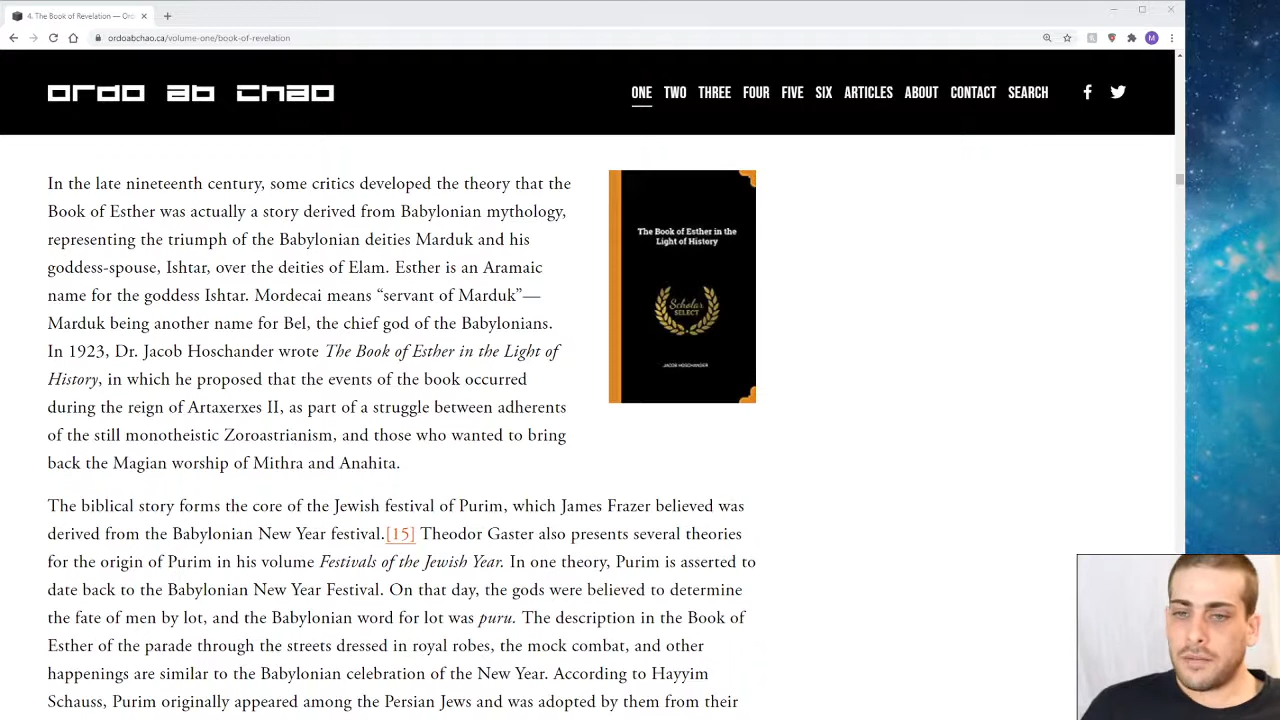 4. The Book of Revelation — Ord
ordoabchao.ca/volume-one/book-of-revelation
M
ordo ab chao
ONE TWO THREE FOUR FIVE SIX ARTICLES ABOUT CONTACT SEARCH
In the late nineteenth century, some critics developed the theory that the
Book of Esther was actually a story derived from Babylonian mythology,
representing the triumph of the Babylonian deities Marduk and his
goddess-spouse, Ishtar, over the deities of Elam. Esther is an Aramaic
name for the goddess Ishtar. Mordecai means “servant of Marduk”—
Marduk being another name for Bel, the chief god of the Babylonians.
In 1923, Dr. Jacob Hoschander wrote The Book of Esther in the Light of
History, in which he proposed that the events of the book occurred
during the reign of Artaxerxes II, as part of a struggle between adherents
of the still monotheistic Zoroastrianism, and those who wanted to bring
back the Magian worship of Mithra and Anahita.
The Book of Esther in the
Light of History
Scholar
SELECT
JACOB HOSCHANDER
The biblical story forms the core of the Jewish festival of Purim, which James Frazer believed was
derived from the Babylonian New Year festival.[15] Theodor Gaster also presents several theories
for the origin of Purim in his volume Festivals of the Jewish Year. In one theory, Purim is asserted to
date back to the Babylonian New Year Festival. On that day, the gods were believed to determine
the fate of men by lot, and the Babylonian word for lot was puru. The description in the Book of
Esther of the parade through the streets dressed in royal robes, the mock combat, and other
happenings are similar to the Babylonian celebration of the New Year. According to Hayyim
Schauss, Purim originally appeared among the Persian Jews and was adopted by them from their